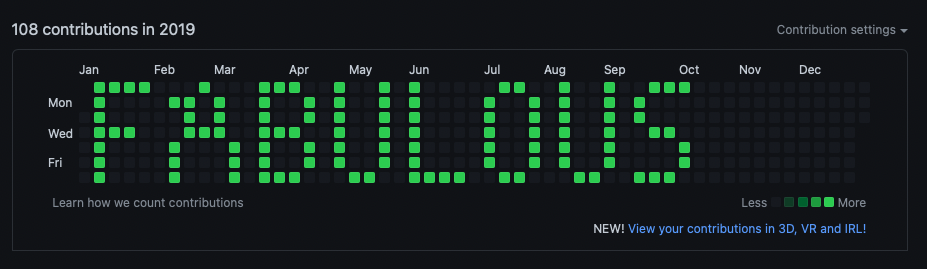 108 contributions in 2019
Contribution settings
Jan Feb Mar Apr May Jun Jul Aug Sep Oct Nov Dec
Mon
Wed
Fri
FABULOUS
Learn how we count contributions
Less More
NEW! View your contributions in 3D, VR and IRL!